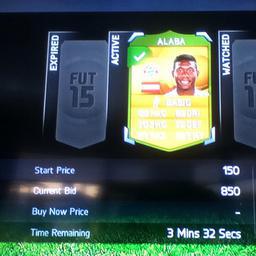 EXPIRED
ACTIVE
WATCHED
ALABA
FUT
15
BASIC
Start Price 150
Current Bid 850
Buy Now Price -
Time Remaining 3 Mins 32 Secs